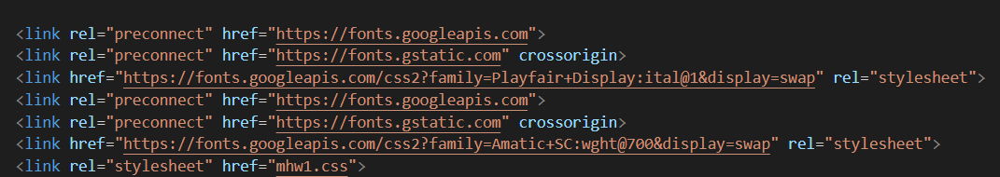 <link rel="preconnect" href="https://fonts.googleapis.com">
<link rel="preconnect" href="https://fonts.gstatic.com" crossorigin>
<link href="https://fonts.googleapis.com/css2?family=Playfair+Display:ital@1&display=swap" rel="stylesheet">
<link rel="preconnect" href="https://fonts.googleapis.com">
<link rel="preconnect" href="https://fonts.gstatic.com" crossorigin>
<link href="https://fonts.googleapis.com/css2?family=Amatic+SC:wght@700&display=swap" rel="stylesheet">
<link rel="stylesheet" href="mhw1.css">